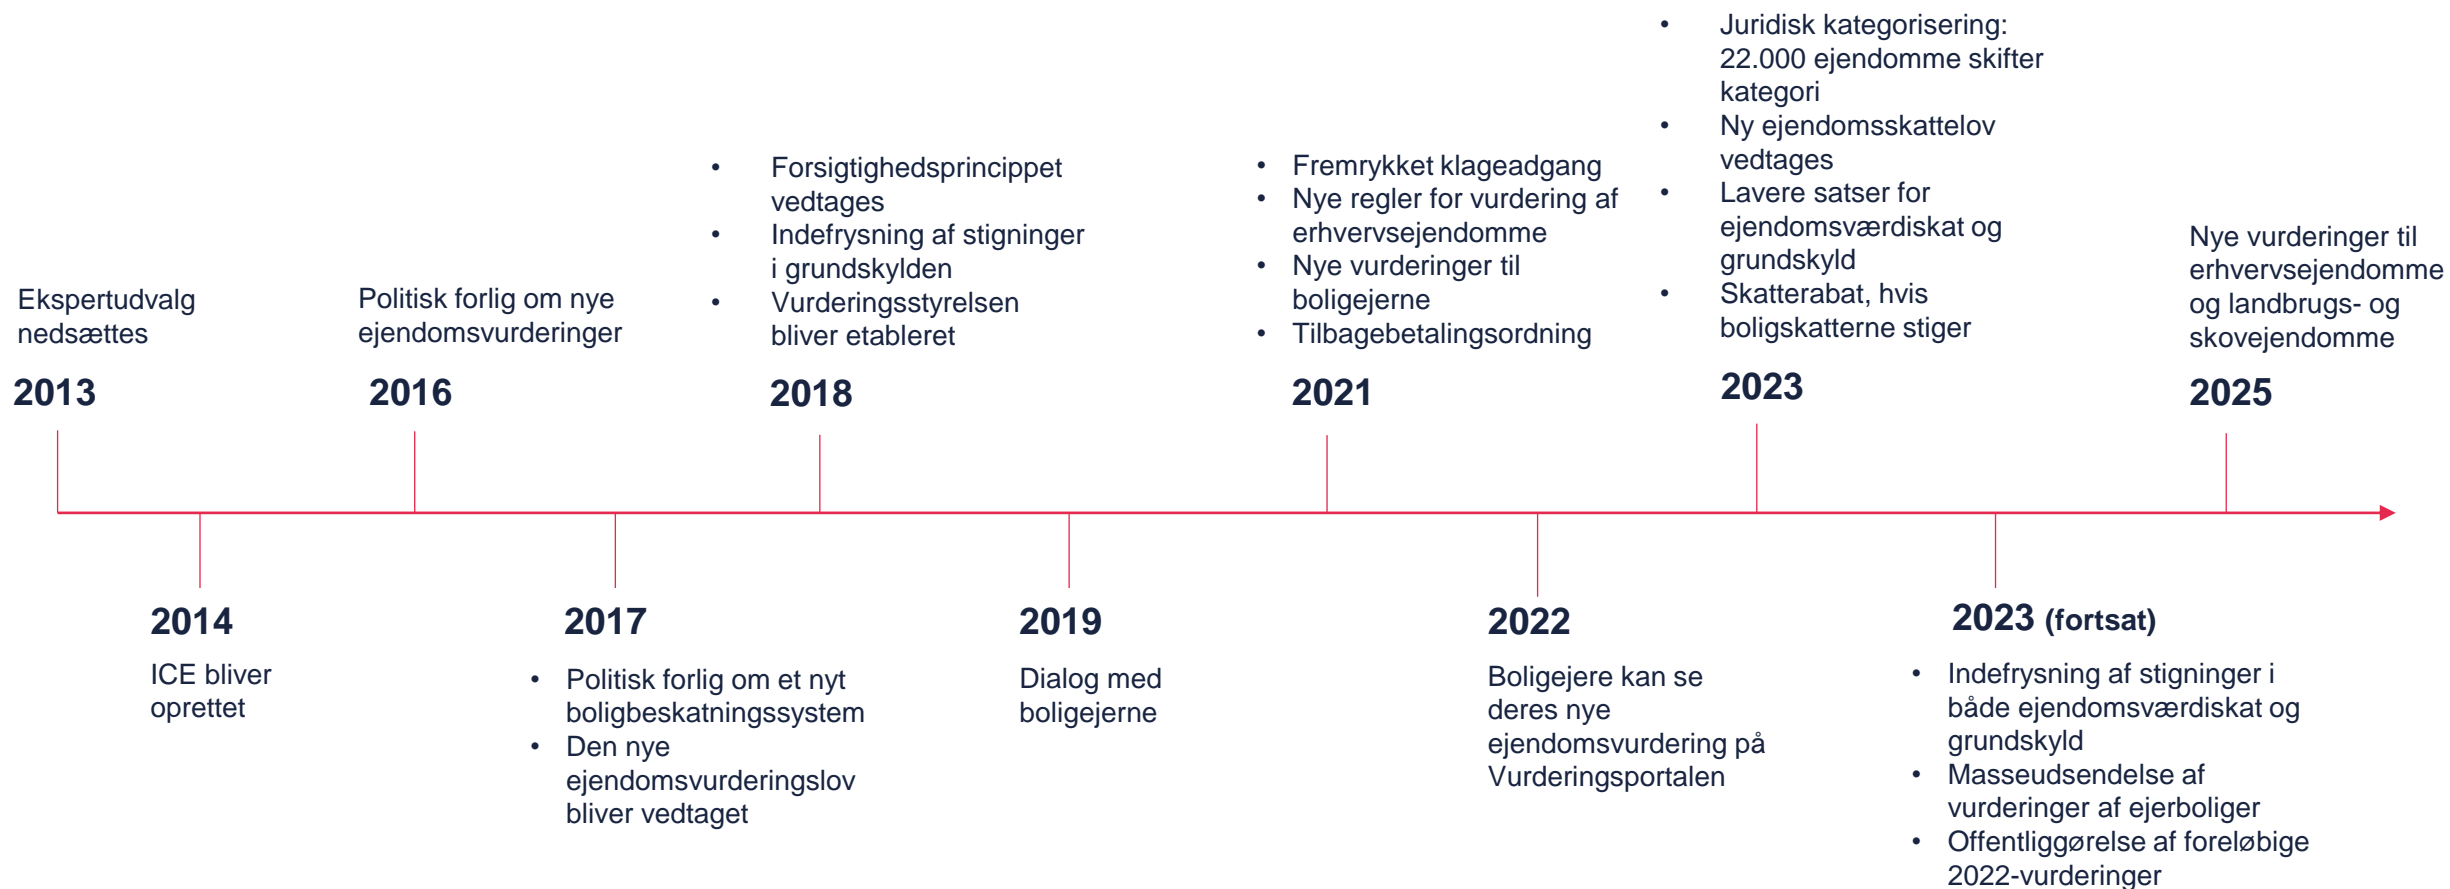 Ekspertudvalg
nedsættes
2013
ICE bliver
oprettet
2014
Politisk forlig om nye
ejendomsvurderinger
2016
2017
• Politisk forlig om et nyt
boligbeskatningssystem
• Den nye
ejendomsvurderingslov
bliver vedtaget
• Forsigtighedsprincippet
vedtages
• Indefrysning af stigninger
i grundskylden
• Vurderingsstyrelsen
bliver etableret
2018
2019
Dialog med
boligejerne
• Fremrykket klageadgang
• Nye regler for vurdering af
erhvervsejendomme
• Nye vurderinger til
boligejerne
• Tilbagebetalingsordning
2021
2022
Boligejere kan se
deres nye
ejendomsvurdering på
Vurderingsportalen
• Juridisk kategorisering:
22.000 ejendomme skifter
kategori
• Ny ejendomsskattelov
vedtages
• Lavere satser for
ejendomsværdiskat og
grundskyld
• Skatterabat, hvis
boligskatterne stiger
2023
2023 (fortsat)
• Indefrysning af stigninger i
både ejendomsværdiskat og
grundskyld
• Masseudsendelse af
vurderinger af ejerboliger
• Offentliggørelse af foreløbige
2022-vurderinger
Nye vurderinger til
erhvervsejendomme
og landbrugs- og
skovejendomme
2025